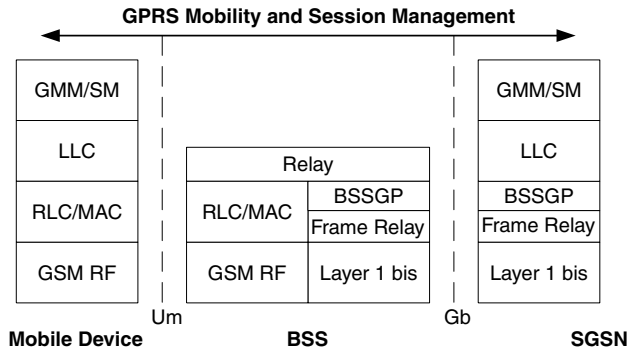 GPRS Mobility and Session Management
GMM/SM
LLC
RLC/MAC
GSM RF
Relay
RLC/MAC
BSSGP
Frame Relay
GSM RF
Layer 1 bis
GMM/SM
LLC
BSSGP
Frame Relay
Layer 1 bis
Um
Gb
Mobile Device
BSS
SGSN